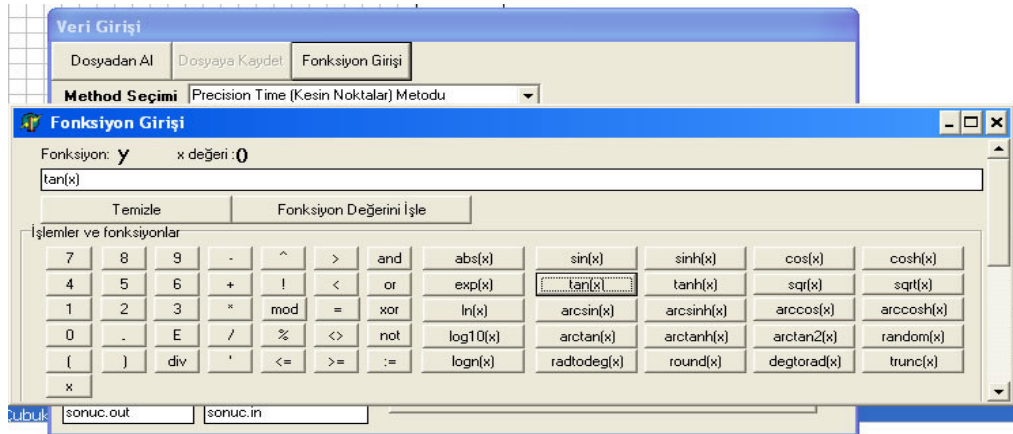 Veri Girişi
Dosyadan Al Dosyaya Kaydet Fonksiyon Girişi
Method Seçimi Precision Time (Kesin Noktalar) Metodu
Fonksiyon Girişi
Fonksiyon: y x değeri :0
tan(x)
Temizle Fonksiyon Değerini İşle
İşlemler ve fonksiyonlar
7 8 9 - ^ > and abs(x) sin(x) sinh(x) cos(x) cosh(x)
4 5 6 + ! < or exp(x) tan(x) tanh(x) sqr(x) sqrt(x)
1 2 3 * mod = xor ln(x) arcsin(x) arcsinh(x) arccos(x) arccosh(x)
0 . E / % <> not log10(x) arctan(x) arctanh(x) arctan2(x) random(x)
( ) div ' <= >= := logn(x) radtodeg(x) round(x) degtorad(x) trunc(x)
x
Çubuk sonuc.out sonuc.in